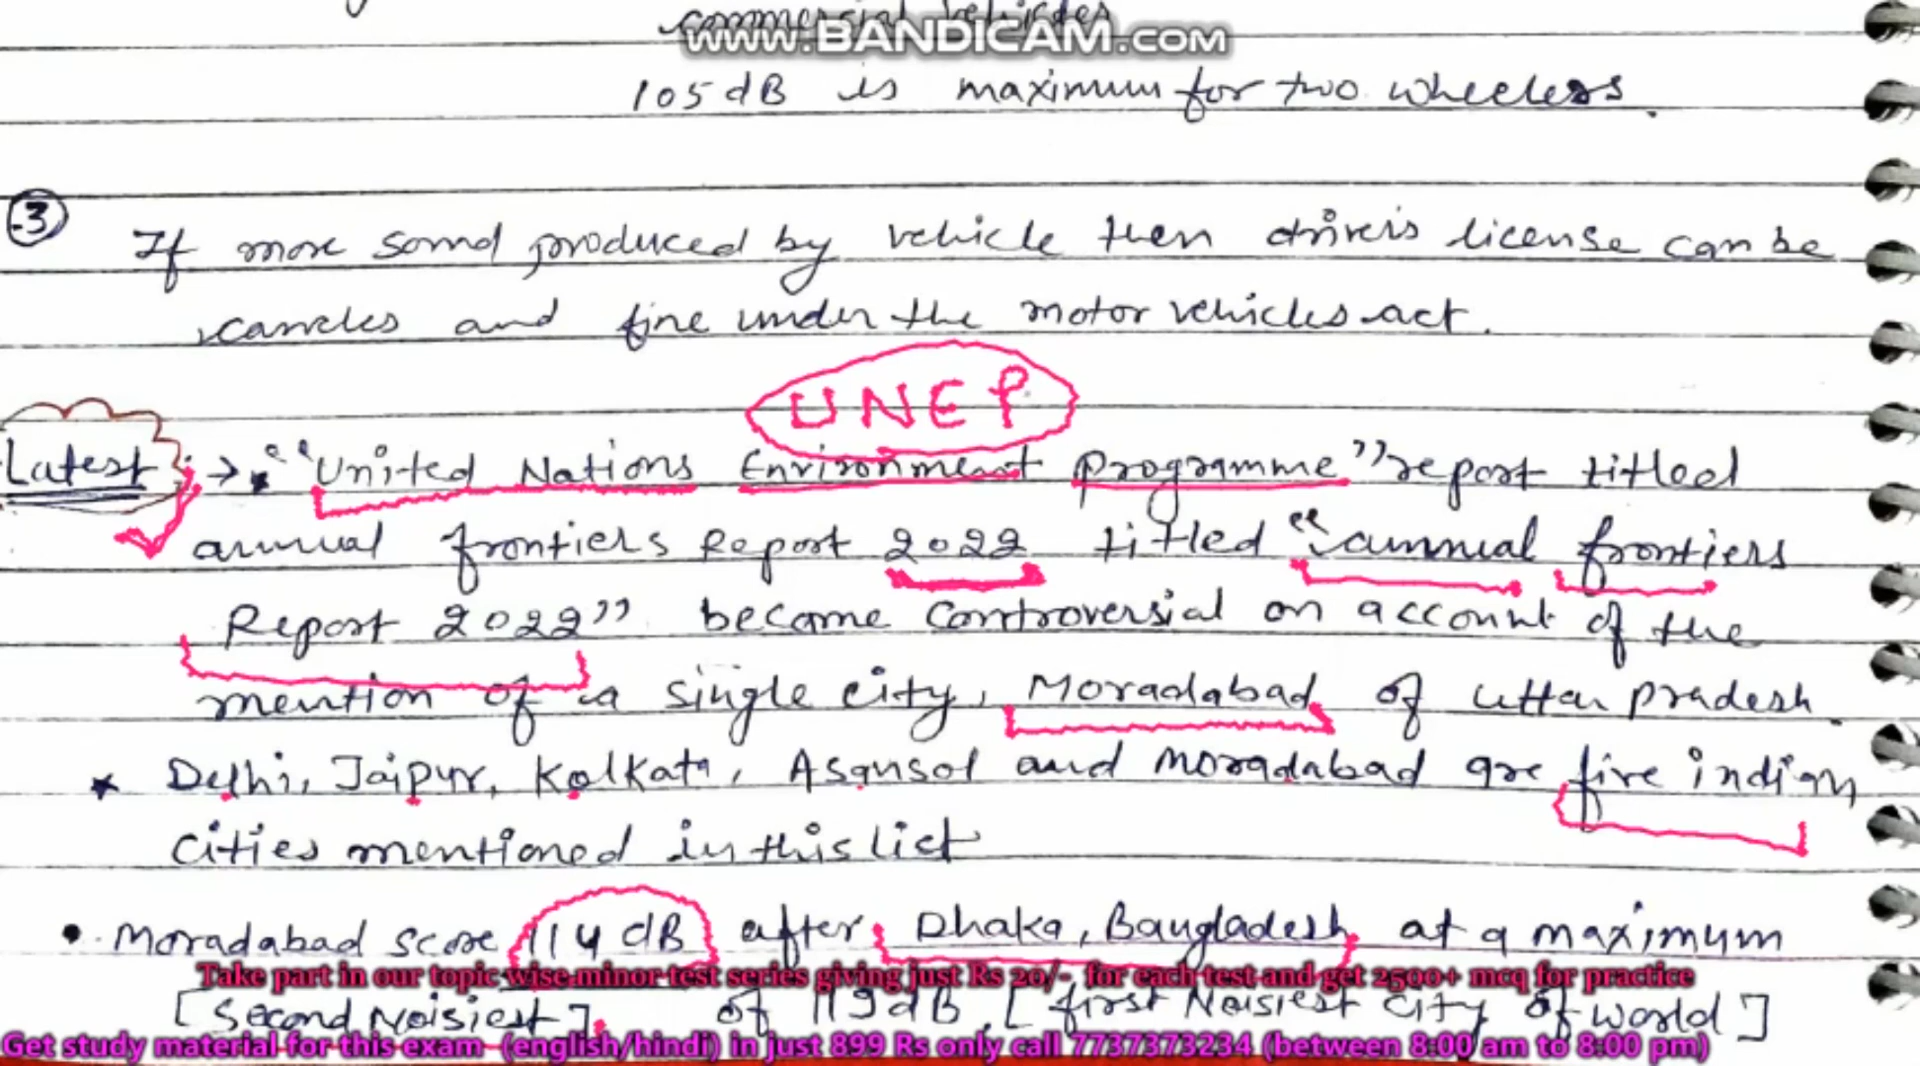 commercial vehicles
WWW.BANDICAM.COM
105 dB is maximum for two wheelers.
3
If more sound produced by vehicle then driver's license can be
cancles and fine under the motor vehicles act.
UNEP
Latest → "United Nations Environment Programme" report titled
annual frontiers Report 2022 titled "annual frontiers
Report 2022" become controversial on account of the
mention of a single city, Moradabad of Uttar pradesh.
* Delhi, Jaipur, Kolkata, Asansol and Moradabad are five indian
cities mentioned in this list
• Moradabad score 114 dB after Dhaka, Bangladesh at a maximum
Take part in our topic wise minor test series giving just Rs 20/- for each test and get 2500+ mcq for practice
[Second Noisiest] of 119 dB [first Noisiest City of world]
Get study material for this exam (english/hindi) in just 899 Rs only call 7737373234 (between 8:00 am to 8:00 pm)